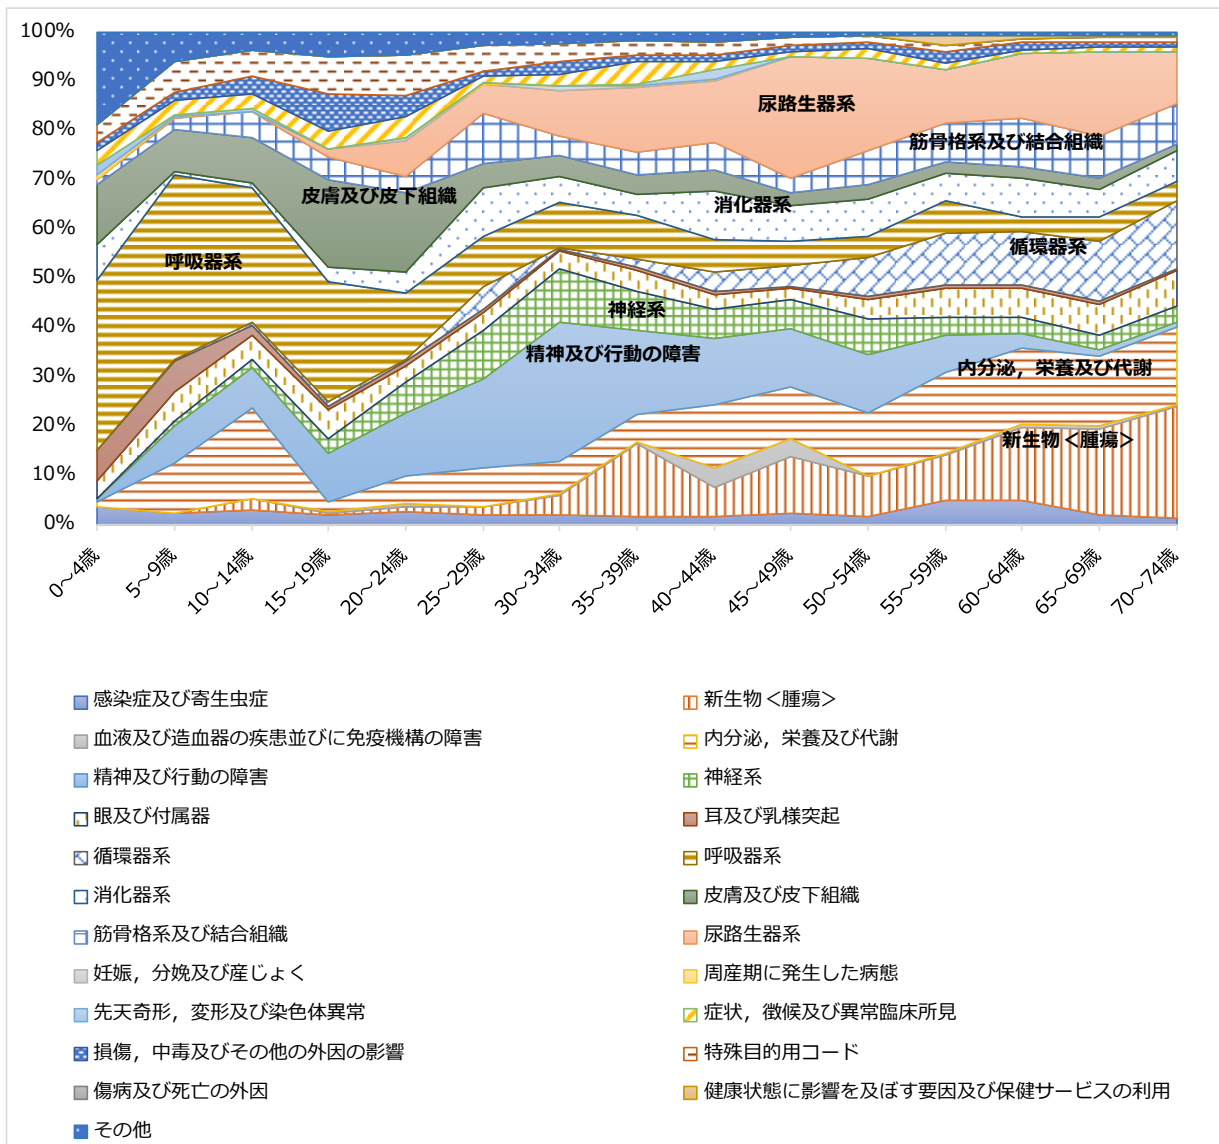 100%
90%
80%
70%
60%
50%
40%
30%
20%
10%
0%
尿路生器系
筋骨格系及び結合組織
皮膚及び皮下組織
消化器系
循環器系
呼吸器系
神経系
精神及び行動の障害
内分泌，栄養及び代謝
新生物＜腫瘍＞
0～4歳
5～9歳
10～14歳
15～19歳
20～24歳
25～29歳
30～34歳
35～39歳
40～44歳
45～49歳
50～54歳
55～59歳
60～64歳
65～69歳
70～74歳
感染症及び寄生虫症
新生物＜腫瘍＞
血液及び造血器の疾患並びに免疫機構の障害
内分泌，栄養及び代謝
精神及び行動の障害
神経系
眼及び付属器
耳及び乳様突起
循環器系
呼吸器系
消化器系
皮膚及び皮下組織
筋骨格系及び結合組織
尿路生器系
妊娠，分娩及び産じょく
周産期に発生した病態
先天奇形，変形及び染色体異常
症状，徴候及び異常臨床所見
損傷，中毒及びその他の外因の影響
特殊目的用コード
傷病及び死亡の外因
健康状態に影響を及ぼす要因及び保健サービスの利用
その他